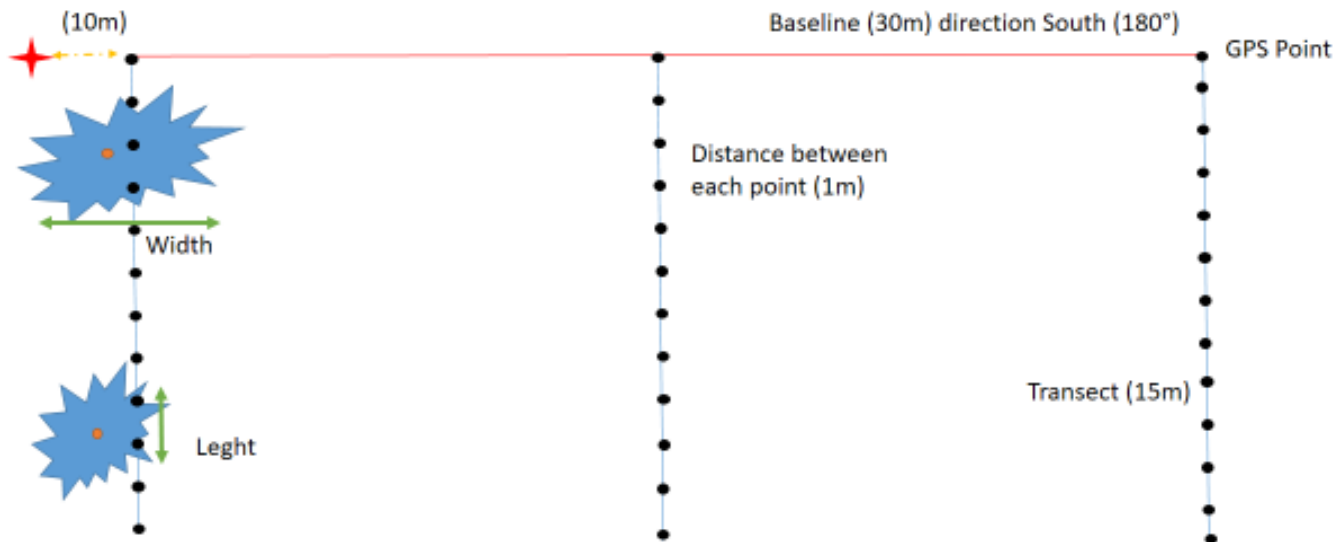 (10m)
Baseline (30m) direction South (180°)
GPS Point
Distance between
each point (1m)
Width
Transect (15m)
Leght